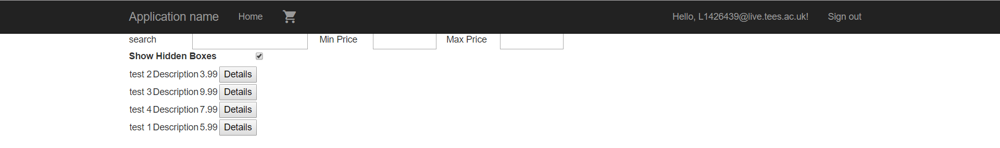 Application name Home Hello, L1426439@live.tees.ac.uk! Sign out
search Min Price Max Price
Show Hidden Boxes
test 2 Description 3.99 Details
test 3 Description 9.99 Details
test 4 Description 7.99 Details
test 1 Description 5.99 Details